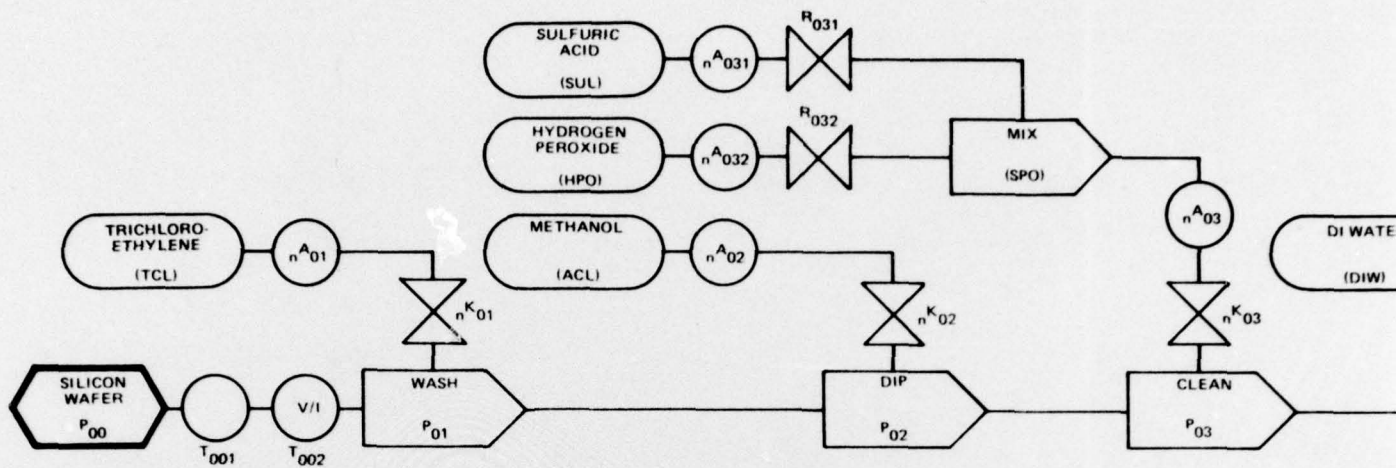 SULFURIC
ACID
(SUL)
nA031
R031
HYDROGEN
PEROXIDE
(HPO)
nA032
R032
MIX
(SPO)
TRICHLORO-
ETHYLENE
(TCL)
nA01
METHANOL
(ACL)
nA02
nA03
DI WATE
(DIW)
nK01
nK02
nK03
SILICON
WAFER
P00
T001
V/I
T002
WASH
P01
DIP
P02
CLEAN
P03